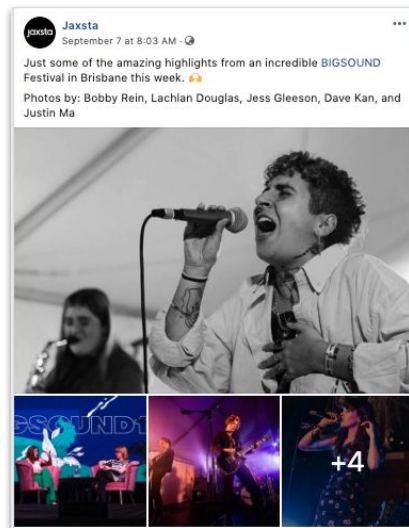 jaxsta
Jaxsta
September 7 at 8:03 AM ·
Just some of the amazing highlights from an incredible BIGSOUND
Festival in Brisbane this week. 🙌
Photos by: Bobby Rein, Lachlan Douglas, Jess Gleeson, Dave Kan, and
Justin Ma
GSOUND1
+4